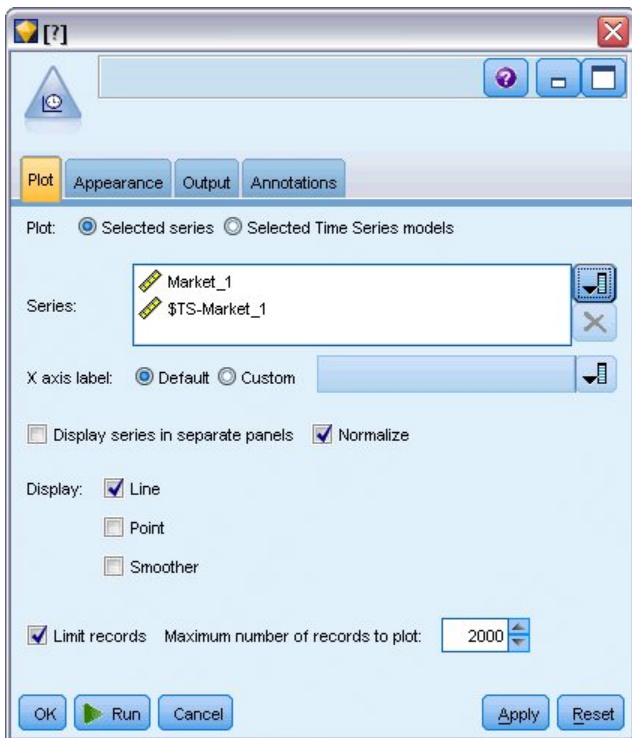 [?]
Plot Appearance Output Annotations
Plot: Selected series Selected Time Series models
Market_1
Series: $TS-Market_1
X axis label: Default Custom
Display series in separate panels Normalize
Display: Line
Point
Smoother
Limit records Maximum number of records to plot: 2000
OK Run Cancel Apply Reset